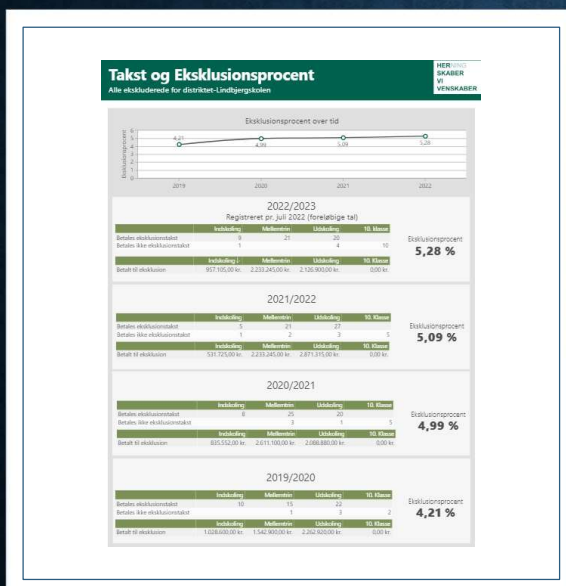 Takst og Eksklusionsprocent
Alle ekskluderede for distriktet-Lindbjergskolen
HERNING
SKABER
VI
VENSKABER
Eksklusionsprocent over tid
Eksklusionsprocent
6
5
4
3
2
1
0
4,21
4,99
5,09
5,28
2019 2020 2021 2022
2022/2023
Registreret pr. juli 2022 (foreløbige tal)
Indskoling Mellemtrin Udskoling 10. klasse
Betales eksklusionstakst 9 21 20
Betales ikke eksklusionstakst 1 4 10
Indskoling Mellemtrin Udskoling 10. Klasse
Betalt til eksklusion 957.105,00 kr. 2.233.245,00 kr. 2.126.900,00 kr. 0,00 kr.
Eksklusionsprocent
5,28 %
2021/2022
Indskoling Mellemtrin Udskoling 10. Klasse
Betales eksklusionstakst 5 21 27
Betales ikke eksklusionstakst 1 2 3 5
Indskoling Mellemtrin Udskoling 10. Klasse
Betalt til eksklusion 531.725,00 kr. 2.233.245,00 kr. 2.871.315,00 kr. 0,00 kr.
Eksklusionsprocent
5,09 %
2020/2021
Indskoling Mellemtrin Udskoling 10. Klasse
Betales eksklusionstakst 8 25 20
Betales ikke eksklusionstakst 3 1 5
Indskoling Mellemtrin Udskoling 10. Klasse
Betalt til eksklusion 835.552,00 kr. 2.611.100,00 kr. 2.088.880,00 kr. 0,00 kr.
Eksklusionsprocent
4,99 %
2019/2020
Indskoling Mellemtrin Udskoling 10. Klasse
Betales eksklusionstakst 10 15 22
Betales ikke eksklusionstakst 1 3 2
Indskoling Mellemtrin Udskoling 10. Klasse
Betalt til eksklusion 1.028.600,00 kr. 1.542.900,00 kr. 2.262.920,00 kr. 0,00 kr.
Eksklusionsprocent
4,21 %